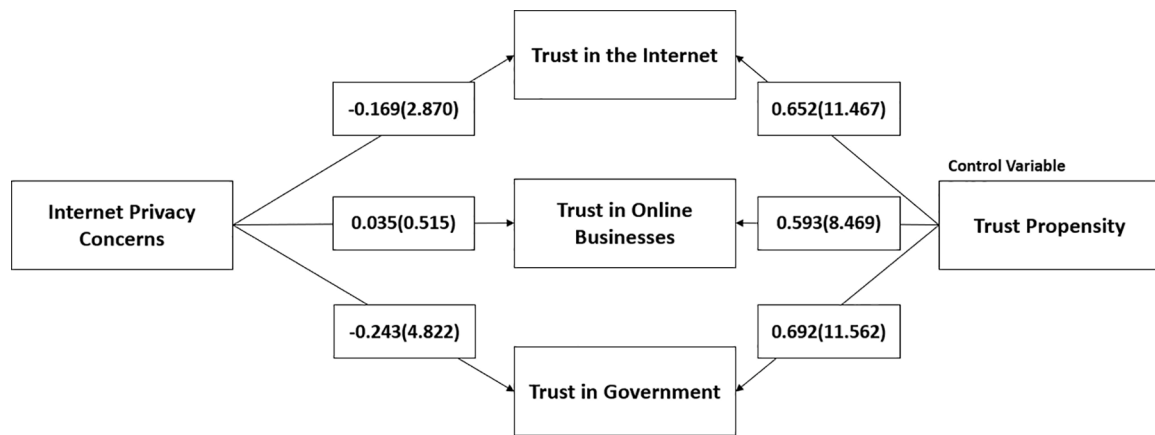 Trust in the Internet
-0.169(2.870)
0.652(11.467)
Control Variable
Internet Privacy
Concerns
0.035(0.515)
Trust in Online
Businesses
0.593(8.469)
Trust Propensity
-0.243(4.822)
0.692(11.562)
Trust in Government